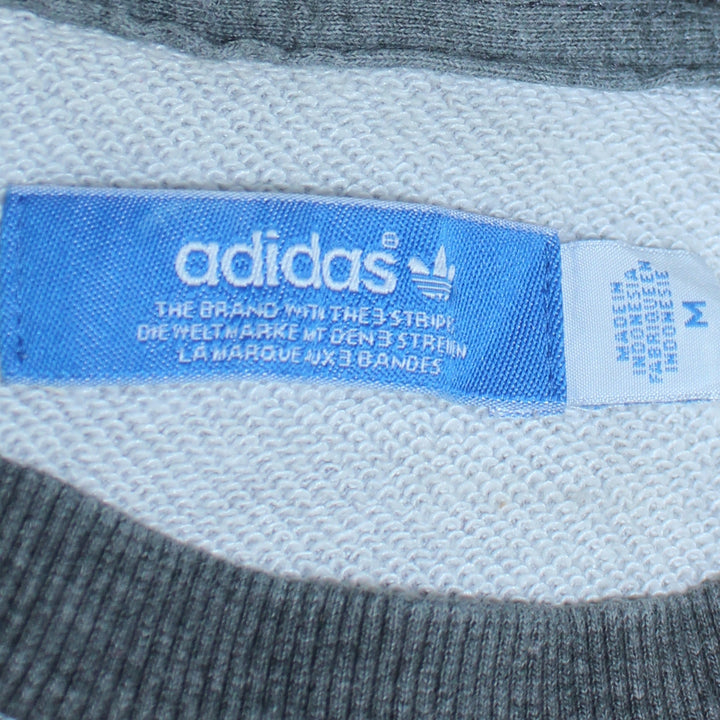 adidas®
THE BRAND WITH THE 3 STRIPE
DIE WELTMARKE MIT DEN 3 STREIFEN
LA MARQUE AUX 3 BANDES
MADE IN
INDONESIA
FABRIQUE EN
INDONESIE
M